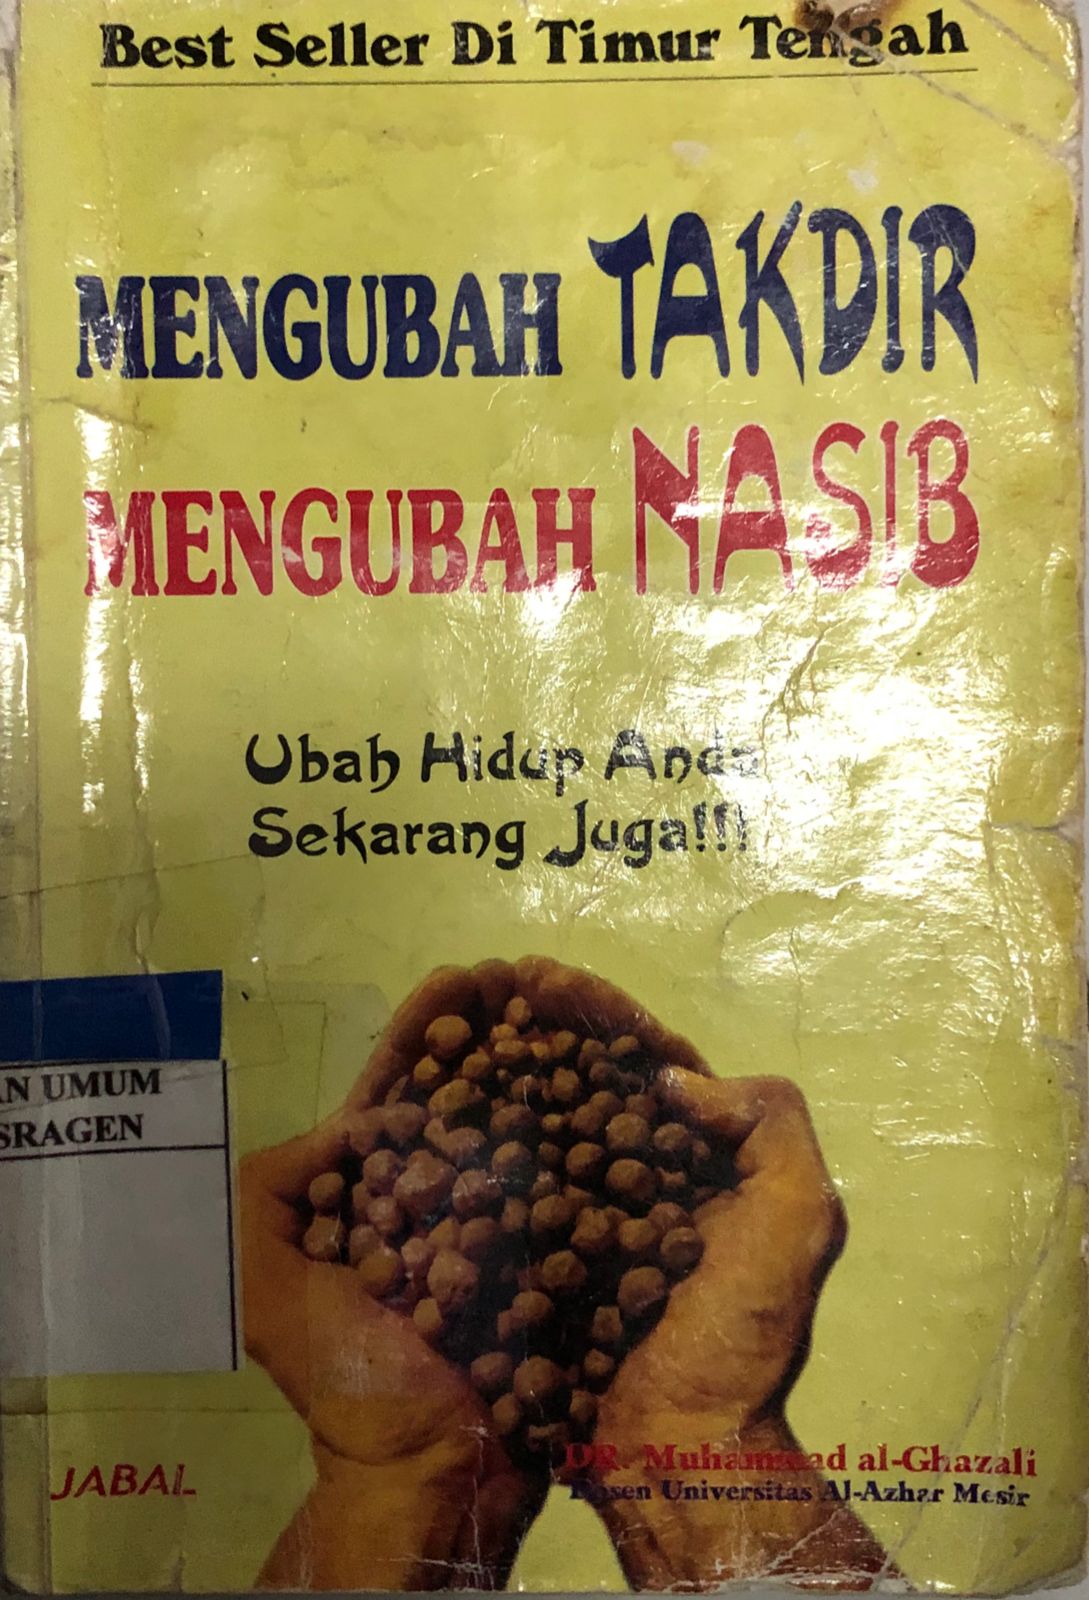 Best Seller Di Timur Tengah
MENGUBAH TAKDIR
MENGUBAH NASIB
Ubah Hidup Anda
Sekarang Juga!!!
AN UMUM
SRAGEN
JABAL
DR. Muhammad al-Ghazali
Dosen Universitas Al-Azhar Mesir